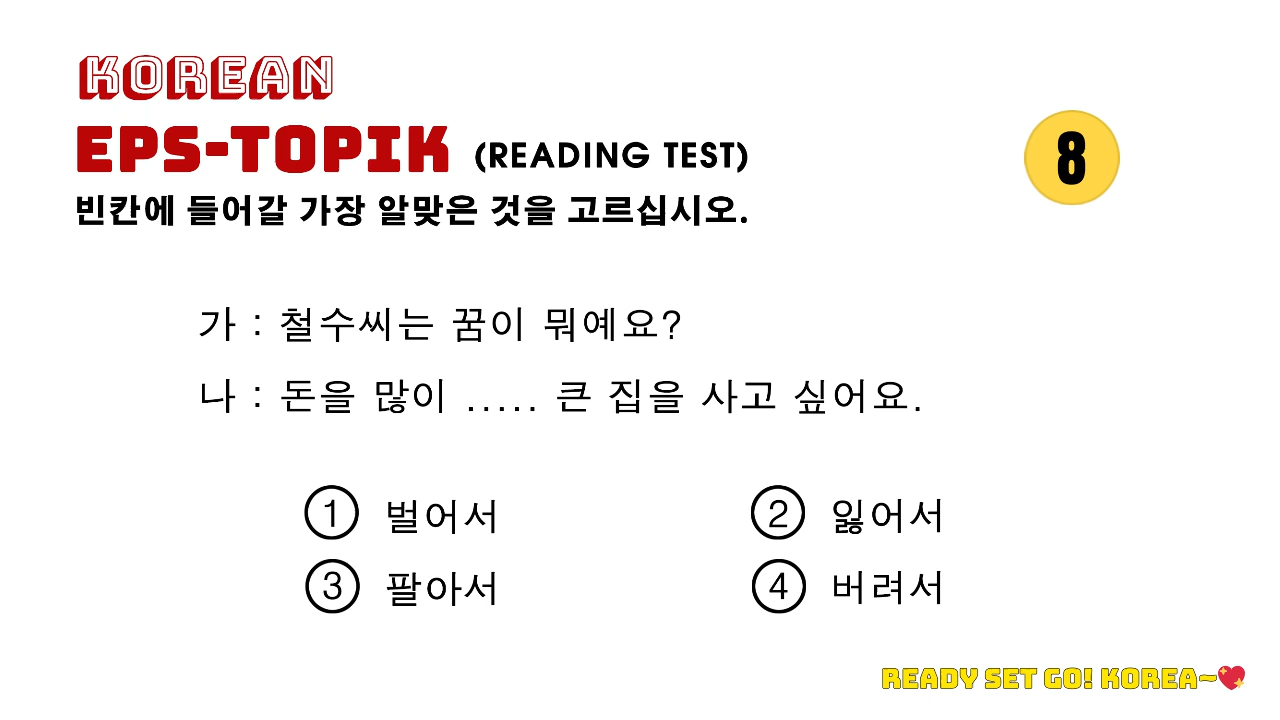 KOREAN
EPS-TOPIK (READING TEST)
8
빈칸에 들어갈 가장 알맞은 것을 고르십시오.
가 : 철수씨는 꿈이 뭐예요?
나 : 돈을 많이 ..... 큰 집을 사고 싶어요.
① 벌어서 ② 잃어서
③ 팔아서 ④ 버려서
READY SET GO! KOREA~💖